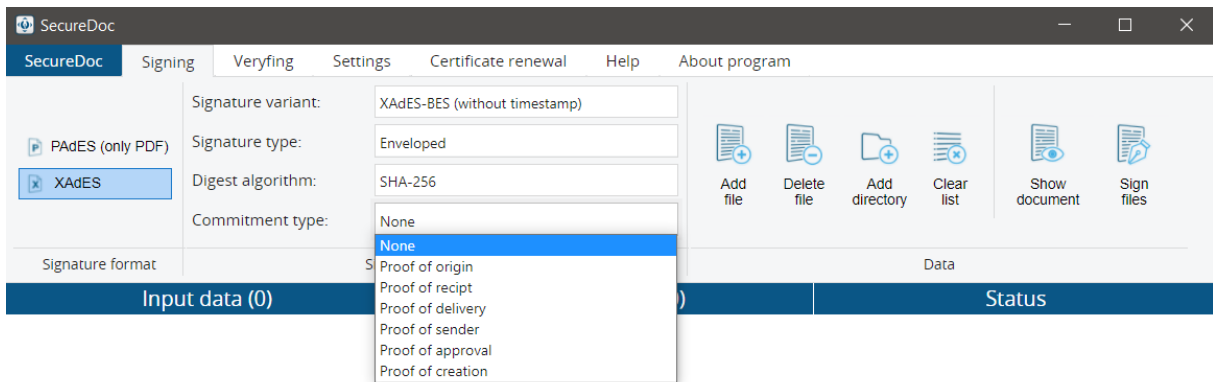 SecureDoc
SecureDoc Signing Veryfing Settings Certificate renewal Help About program
PAdES (only PDF)
XAdES
Signature format
Signature variant: XAdES-BES (without timestamp)
Signature type: Enveloped
Digest algorithm: SHA-256
Commitment type: None
None
Proof of origin
Proof of recipt
Proof of delivery
Proof of sender
Proof of approval
Proof of creation
Add file
Delete file
Add directory
Clear list
Show document
Sign files
Data
Input data (0)
Status